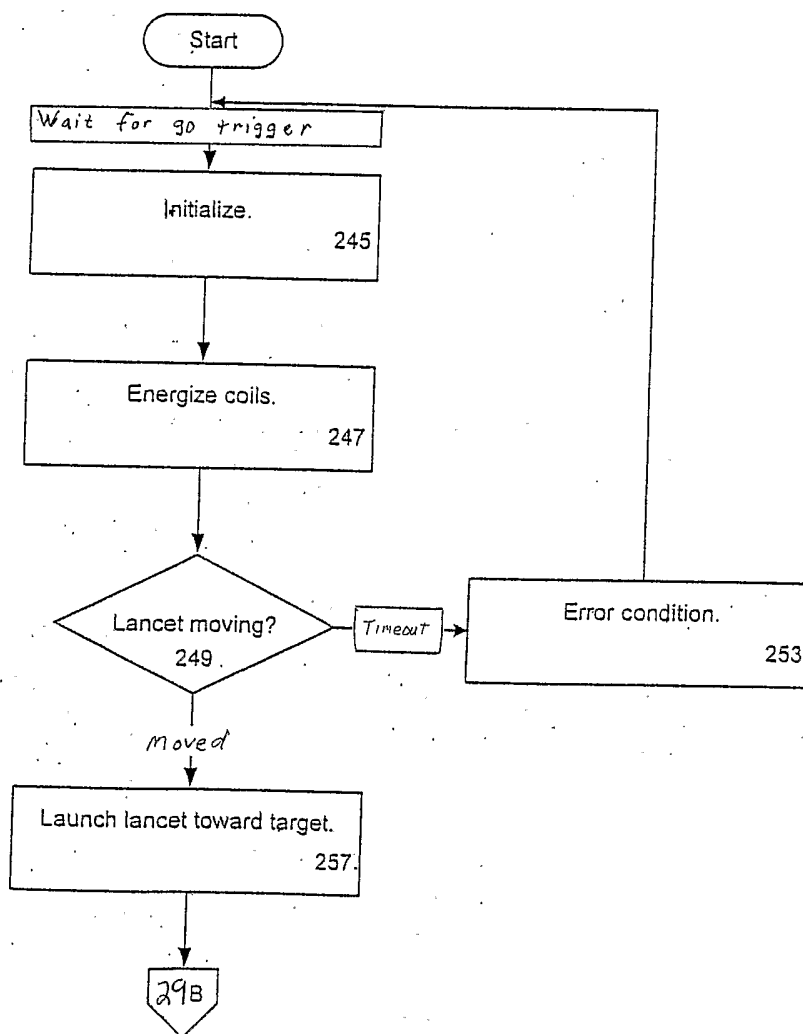 Start
Wait for go trigger
Initialize.
245
Energize coils.
247
Lancet moving?
249
Timeout
Error condition.
253
moved
Launch lancet toward target.
257.
29B